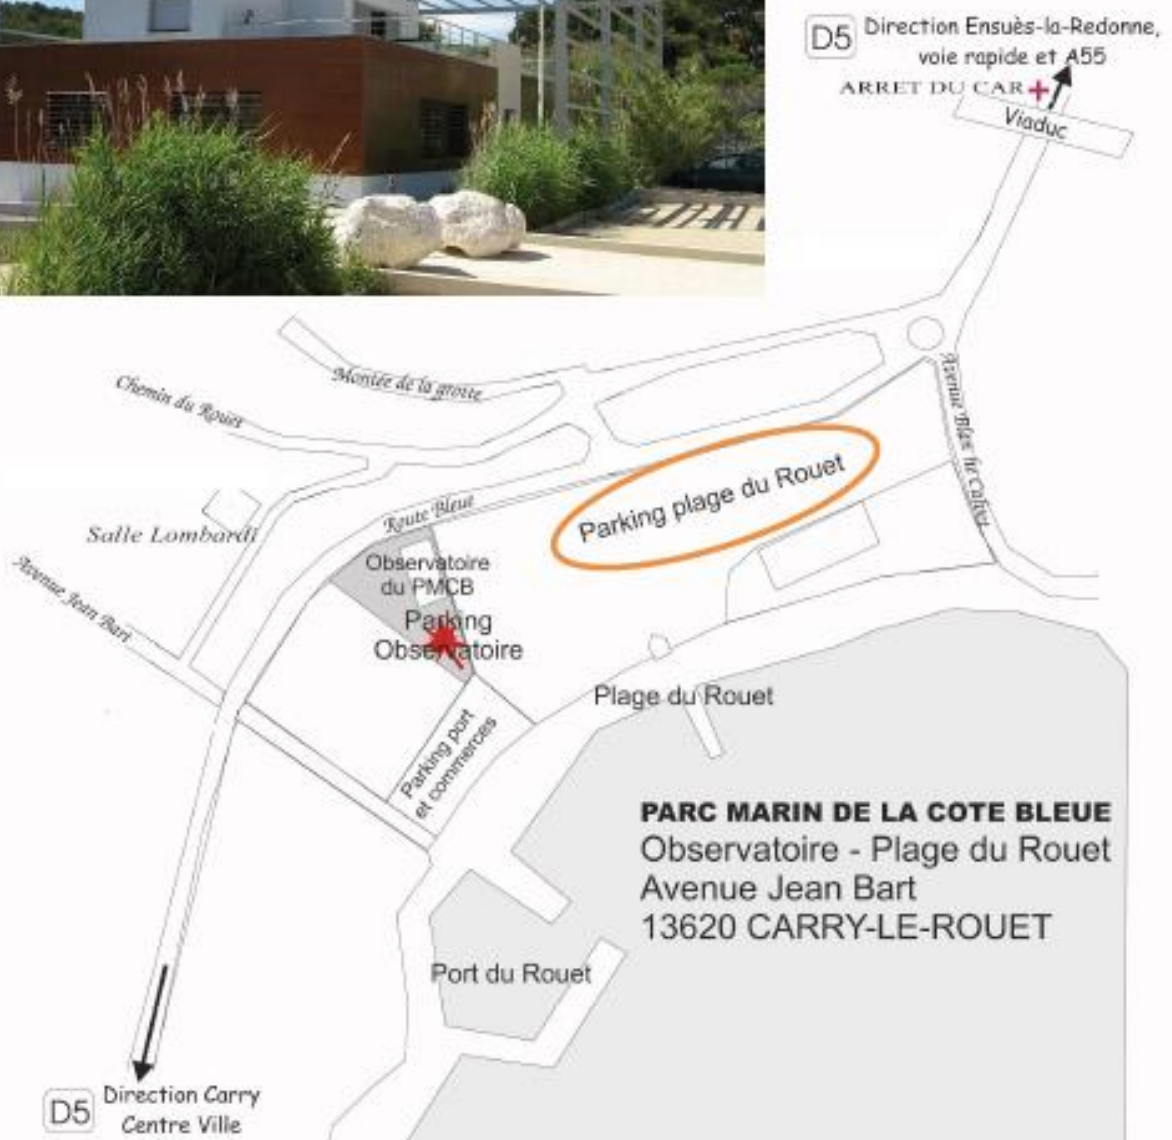 D5
Direction Ensuès-la-Redonne,
voie rapide et A55
ARRET DU CAR
Viaduc
Montée de la grotte
Chemin du Rouet
Avenue Blanche Calvet
Parking plage du Rouet
Route Bleue
Salle Lombardi
Observatoire
du PMCB
Avenue Jean Bart
Parking
Observatoire
Plage du Rouet
Parking port
et commerces
PARC MARIN DE LA COTE BLEUE
Observatoire - Plage du Rouet
Avenue Jean Bart
13620 CARRY-LE-ROUET
Port du Rouet
D5
Direction Carry
Centre Ville